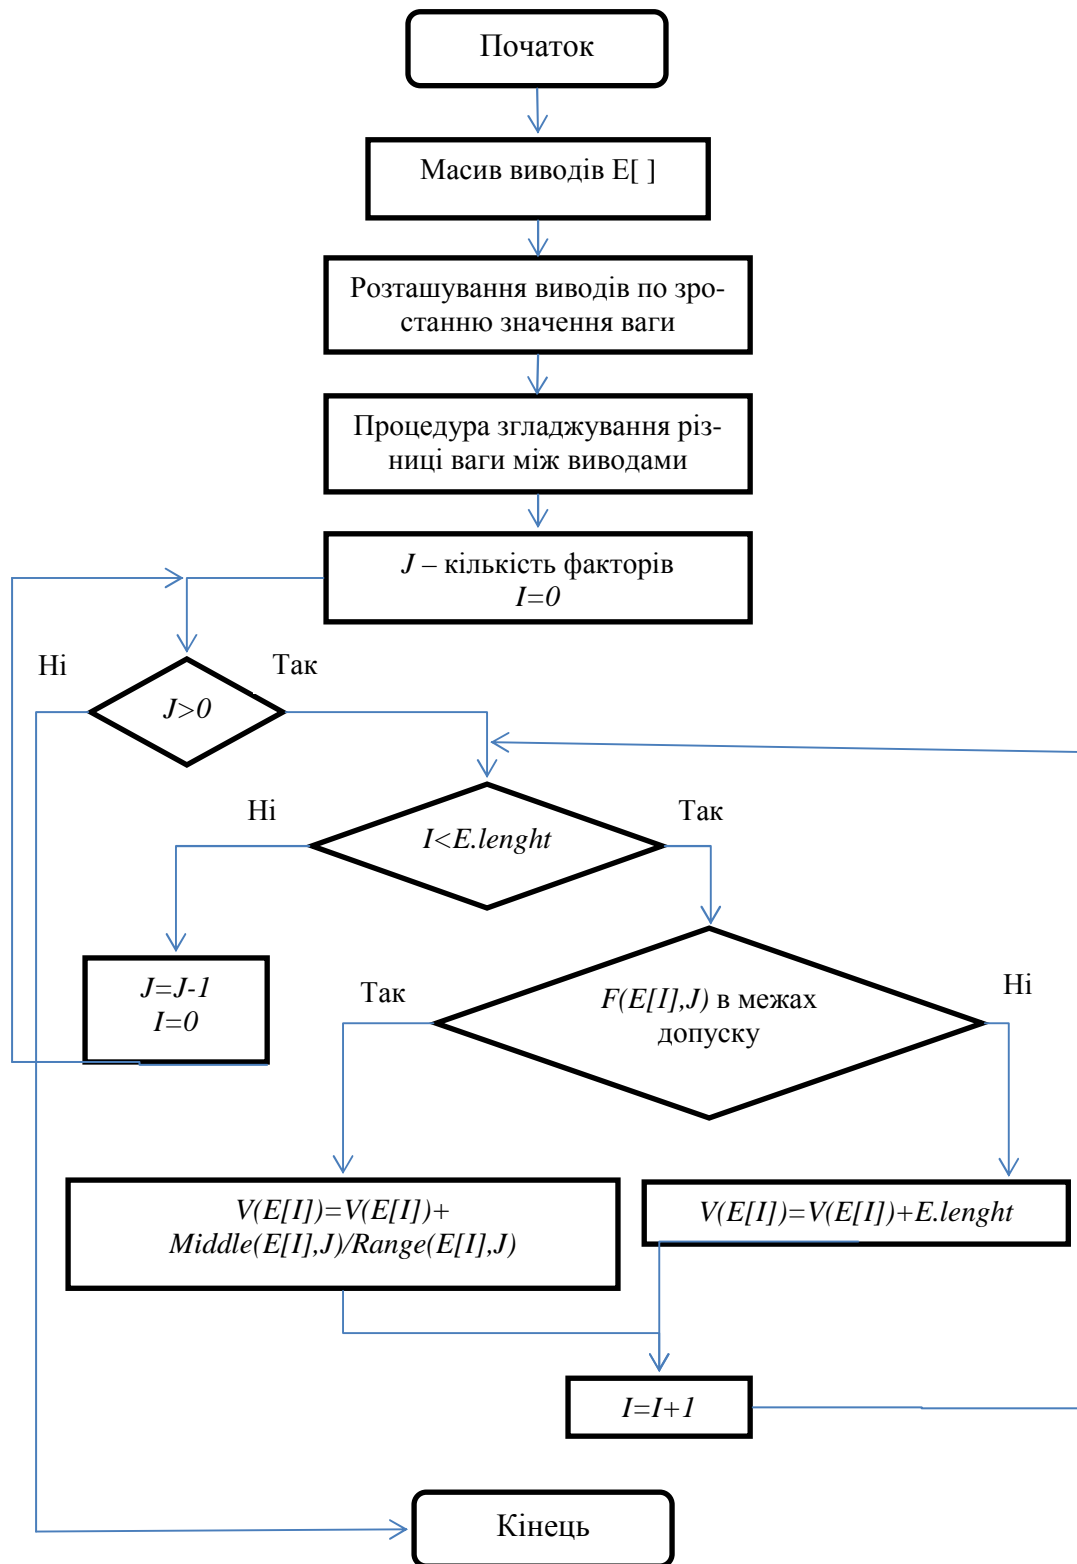 Початок
Масив виводів E[ ]
Розташування виводів по зро-
станню значення ваги
Процедура згладжування різ-
ниці ваги між виводами
J – кількість факторів
I=0
Ні
Так
J>0
Ні
Так
I<E.lenght
J=J-1
I=0
Так
Ні
F(E[I],J) в межах
допуску
V(E[I])=V(E[I])+
Middle(E[I],J)/Range(E[I],J)
V(E[I])=V(E[I])+E.lenght
I=I+1
Кінець